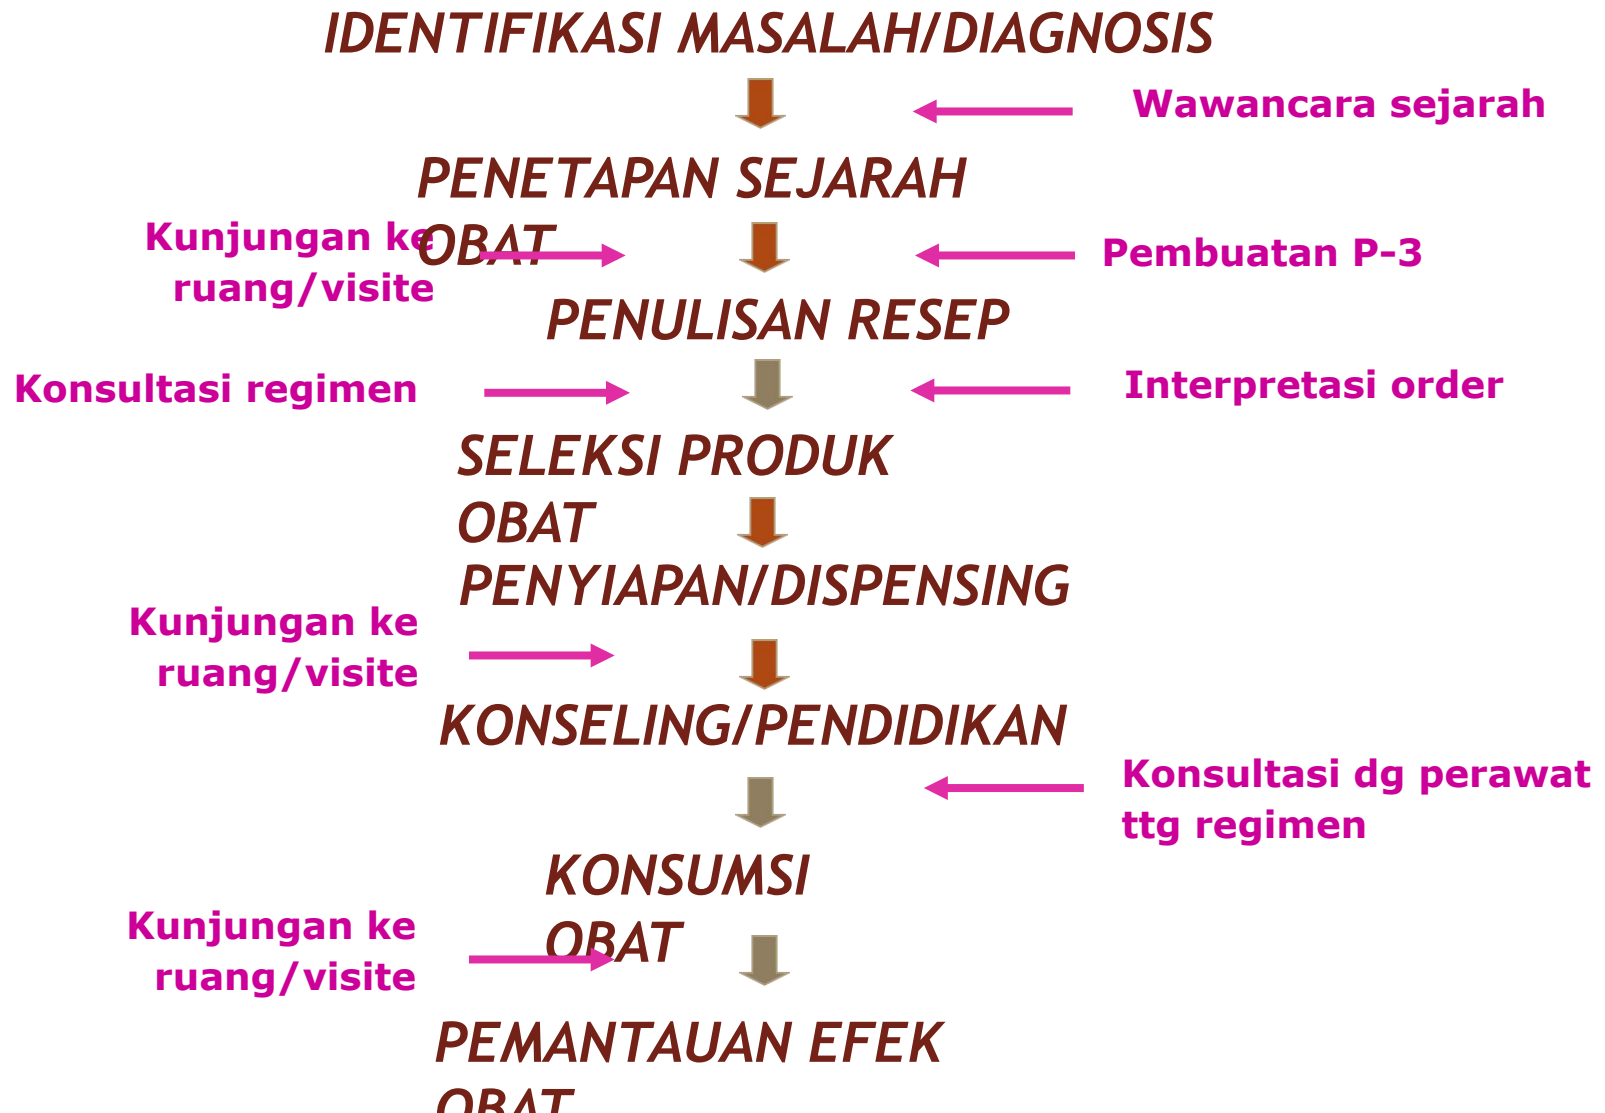 IDENTIFIKASI MASALAH/DIAGNOSIS
Wawancara sejarah
PENETAPAN SEJARAH
OBAT
Kunjungan ke
ruang/visite
Pembuatan P-3
PENULISAN RESEP
Konsultasi regimen
Interpretasi order
SELEKSI PRODUK
OBAT
PENYIAPAN/DISPENSING
Kunjungan ke
ruang/visite
KONSELING/PENDIDIKAN
Konsultasi dg perawat
ttg regimen
KONSUMSI
OBAT
Kunjungan ke
ruang/visite
PEMANTAUAN EFEK
OBAT